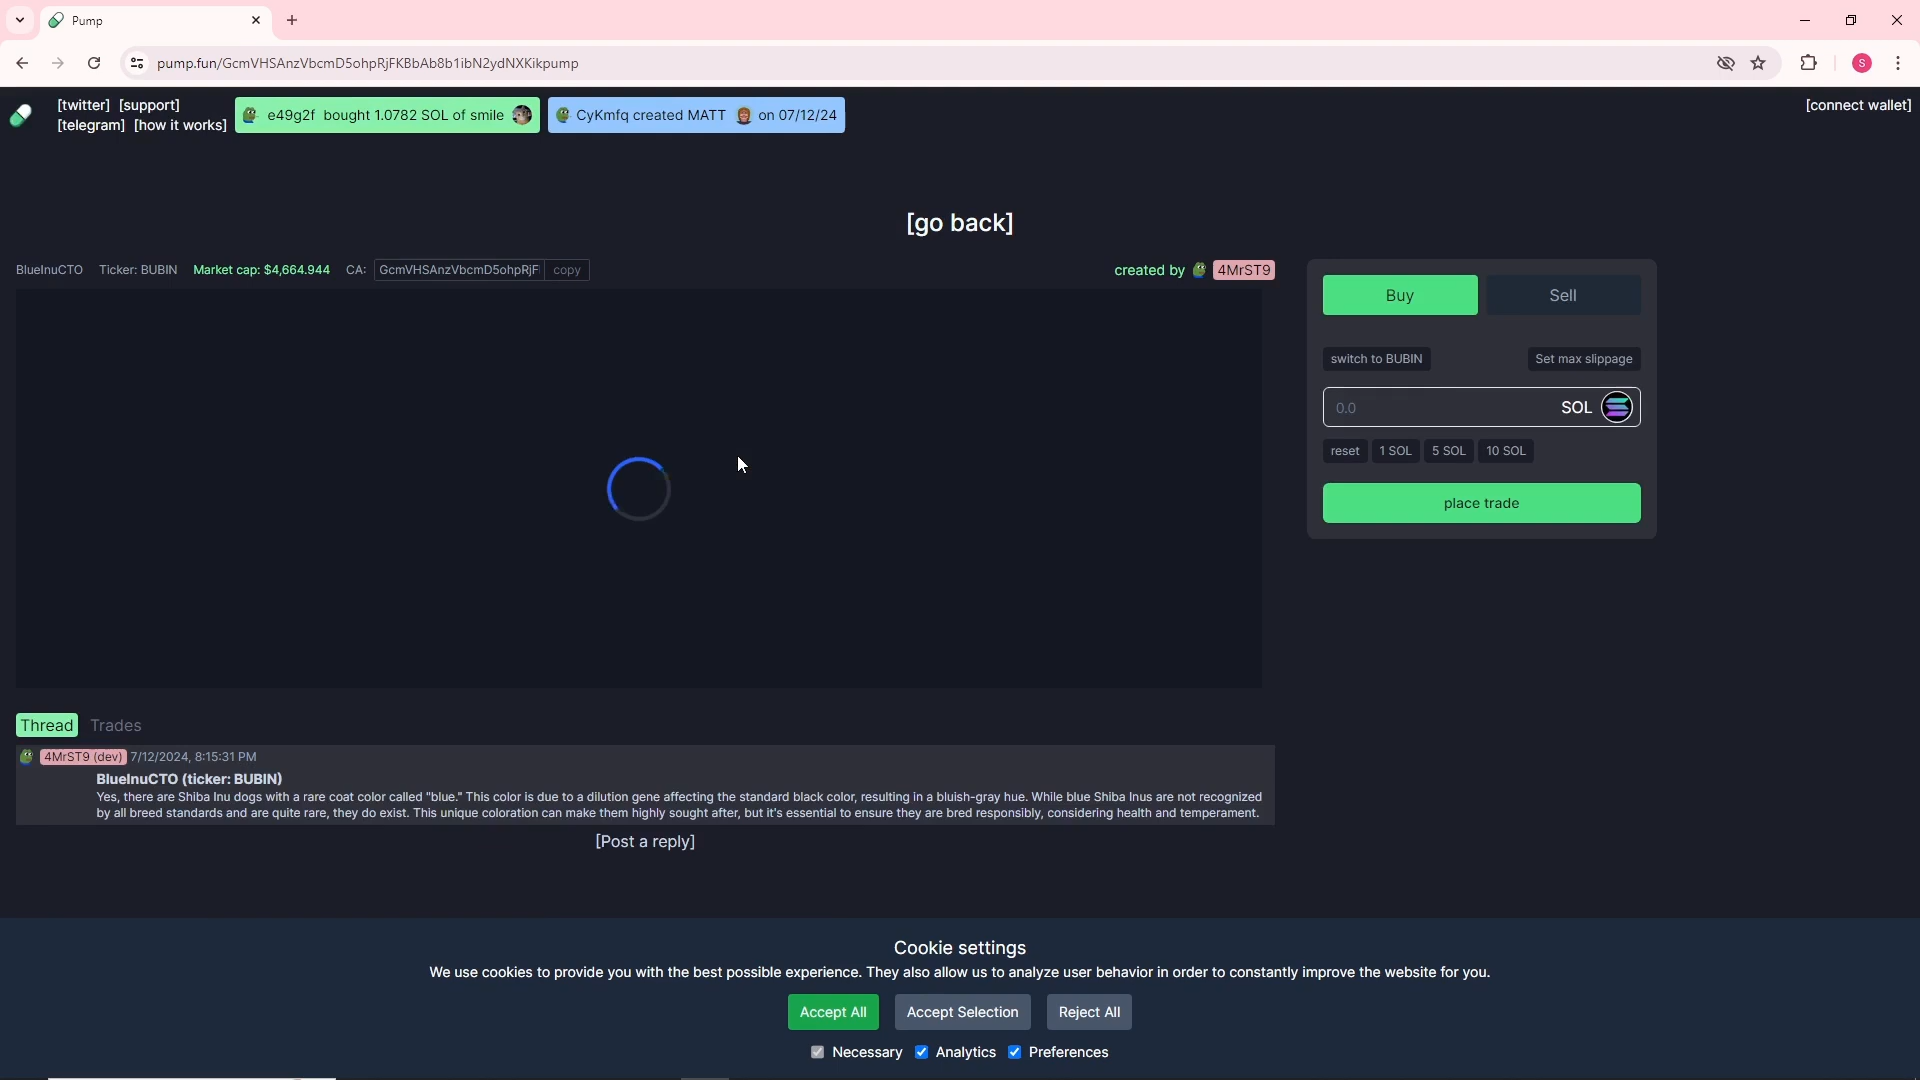 Pump
pump.fun/GcmVHSAnzVbcmD5ohpRjFKBbAb8b1ibN2ydNXKikpump
S
[twitter] [support]
[telegram] [how it works]
e49g2f bought 1.0782 SOL of smile
CyKmfq created MATT on 07/12/24
[connect wallet]
[go back]
BlueInuCTO Ticker: BUBIN Market cap: $4,664.944 CA: GcmVHSAnzVbcmD5ohpRjF copy
created by 4MrST9
Buy Sell
switch to BUBIN Set max slippage
0.0 SOL
reset 1 SOL 5 SOL 10 SOL
place trade
Thread Trades
4MrST9 (dev) 7/12/2024, 8:15:31 PM
BlueInuCTO (ticker: BUBIN)
Yes, there are Shiba Inu dogs with a rare coat color called "blue." This color is due to a dilution gene affecting the standard black color, resulting in a bluish-gray hue. While blue Shiba Inus are not recognized
by all breed standards and are quite rare, they do exist. This unique coloration can make them highly sought after, but it's essential to ensure they are bred responsibly, considering health and temperament.
[Post a reply]
Cookie settings
We use cookies to provide you with the best possible experience. They also allow us to analyze user behavior in order to constantly improve the website for you.
Accept All Accept Selection Reject All
Necessary Analytics Preferences